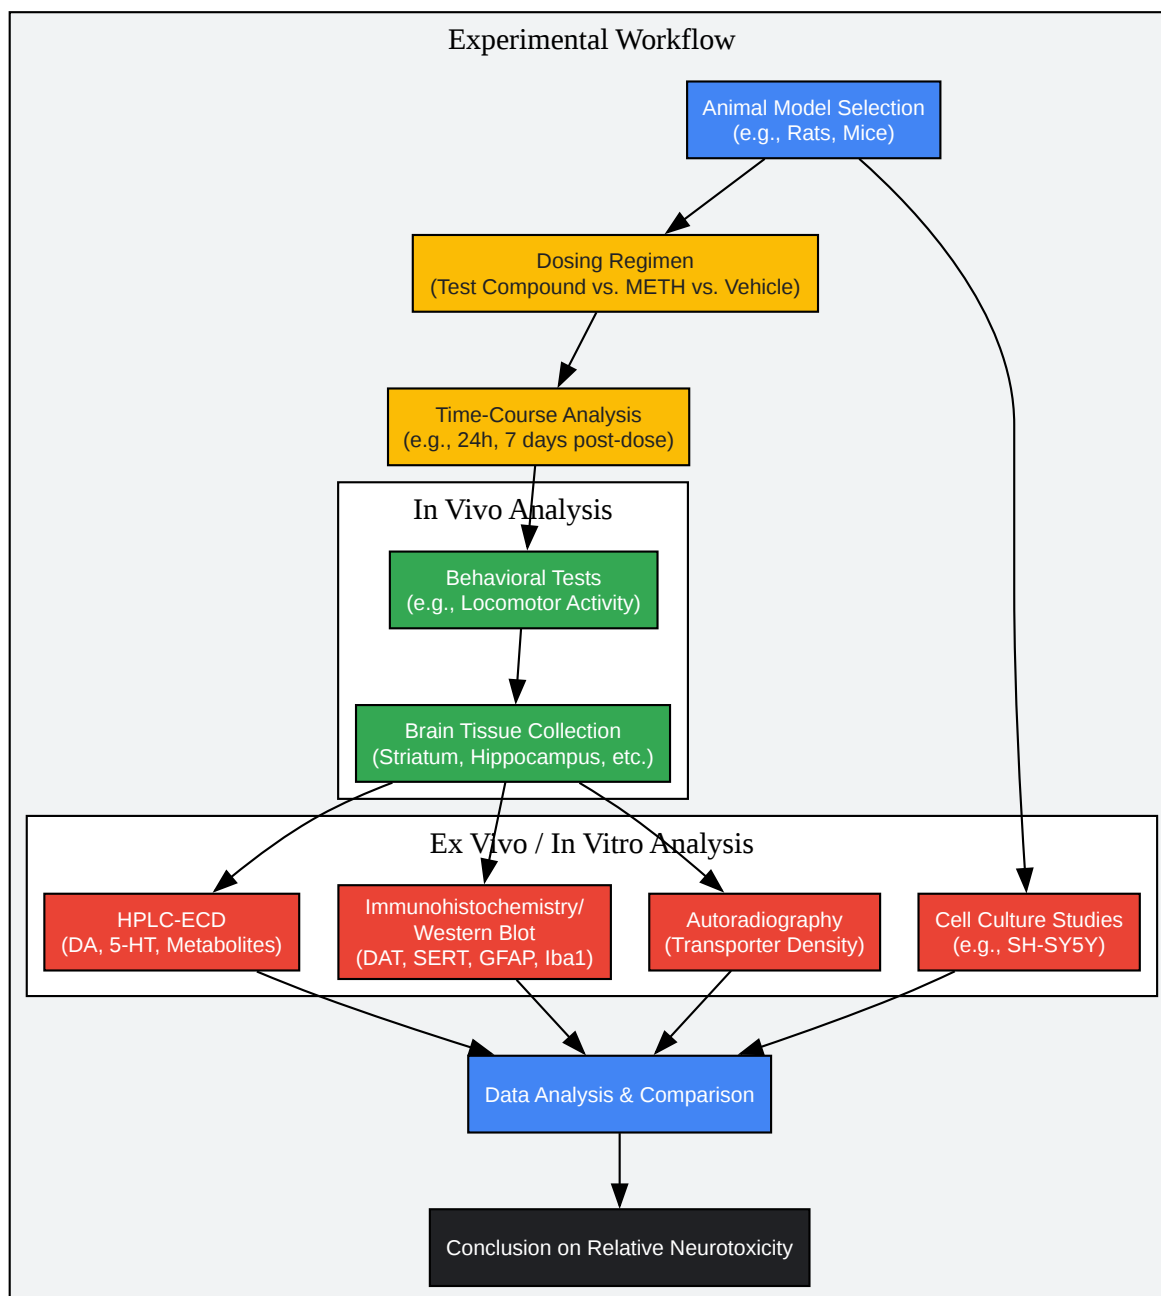 Experimental Workflow
Animal Model Selection
(e.g., Rats, Mice)
Dosing Regimen
(Test Compound vs. METH vs. Vehicle)
Time-Course Analysis
(e.g., 24h, 7 days post-dose)
In Vivo Analysis
Behavioral Tests
(e.g., Locomotor Activity)
Brain Tissue Collection
(Striatum, Hippocampus, etc.)
Ex Vivo / In Vitro Analysis
HPLC-ECD
(DA, 5-HT, Metabolites)
Immunohistochemistry/
Western Blot
(DAT, SERT, GFAP, Iba1)
Autoradiography
(Transporter Density)
Cell Culture Studies
(e.g., SH-SY5Y)
Data Analysis & Comparison
Conclusion on Relative Neurotoxicity